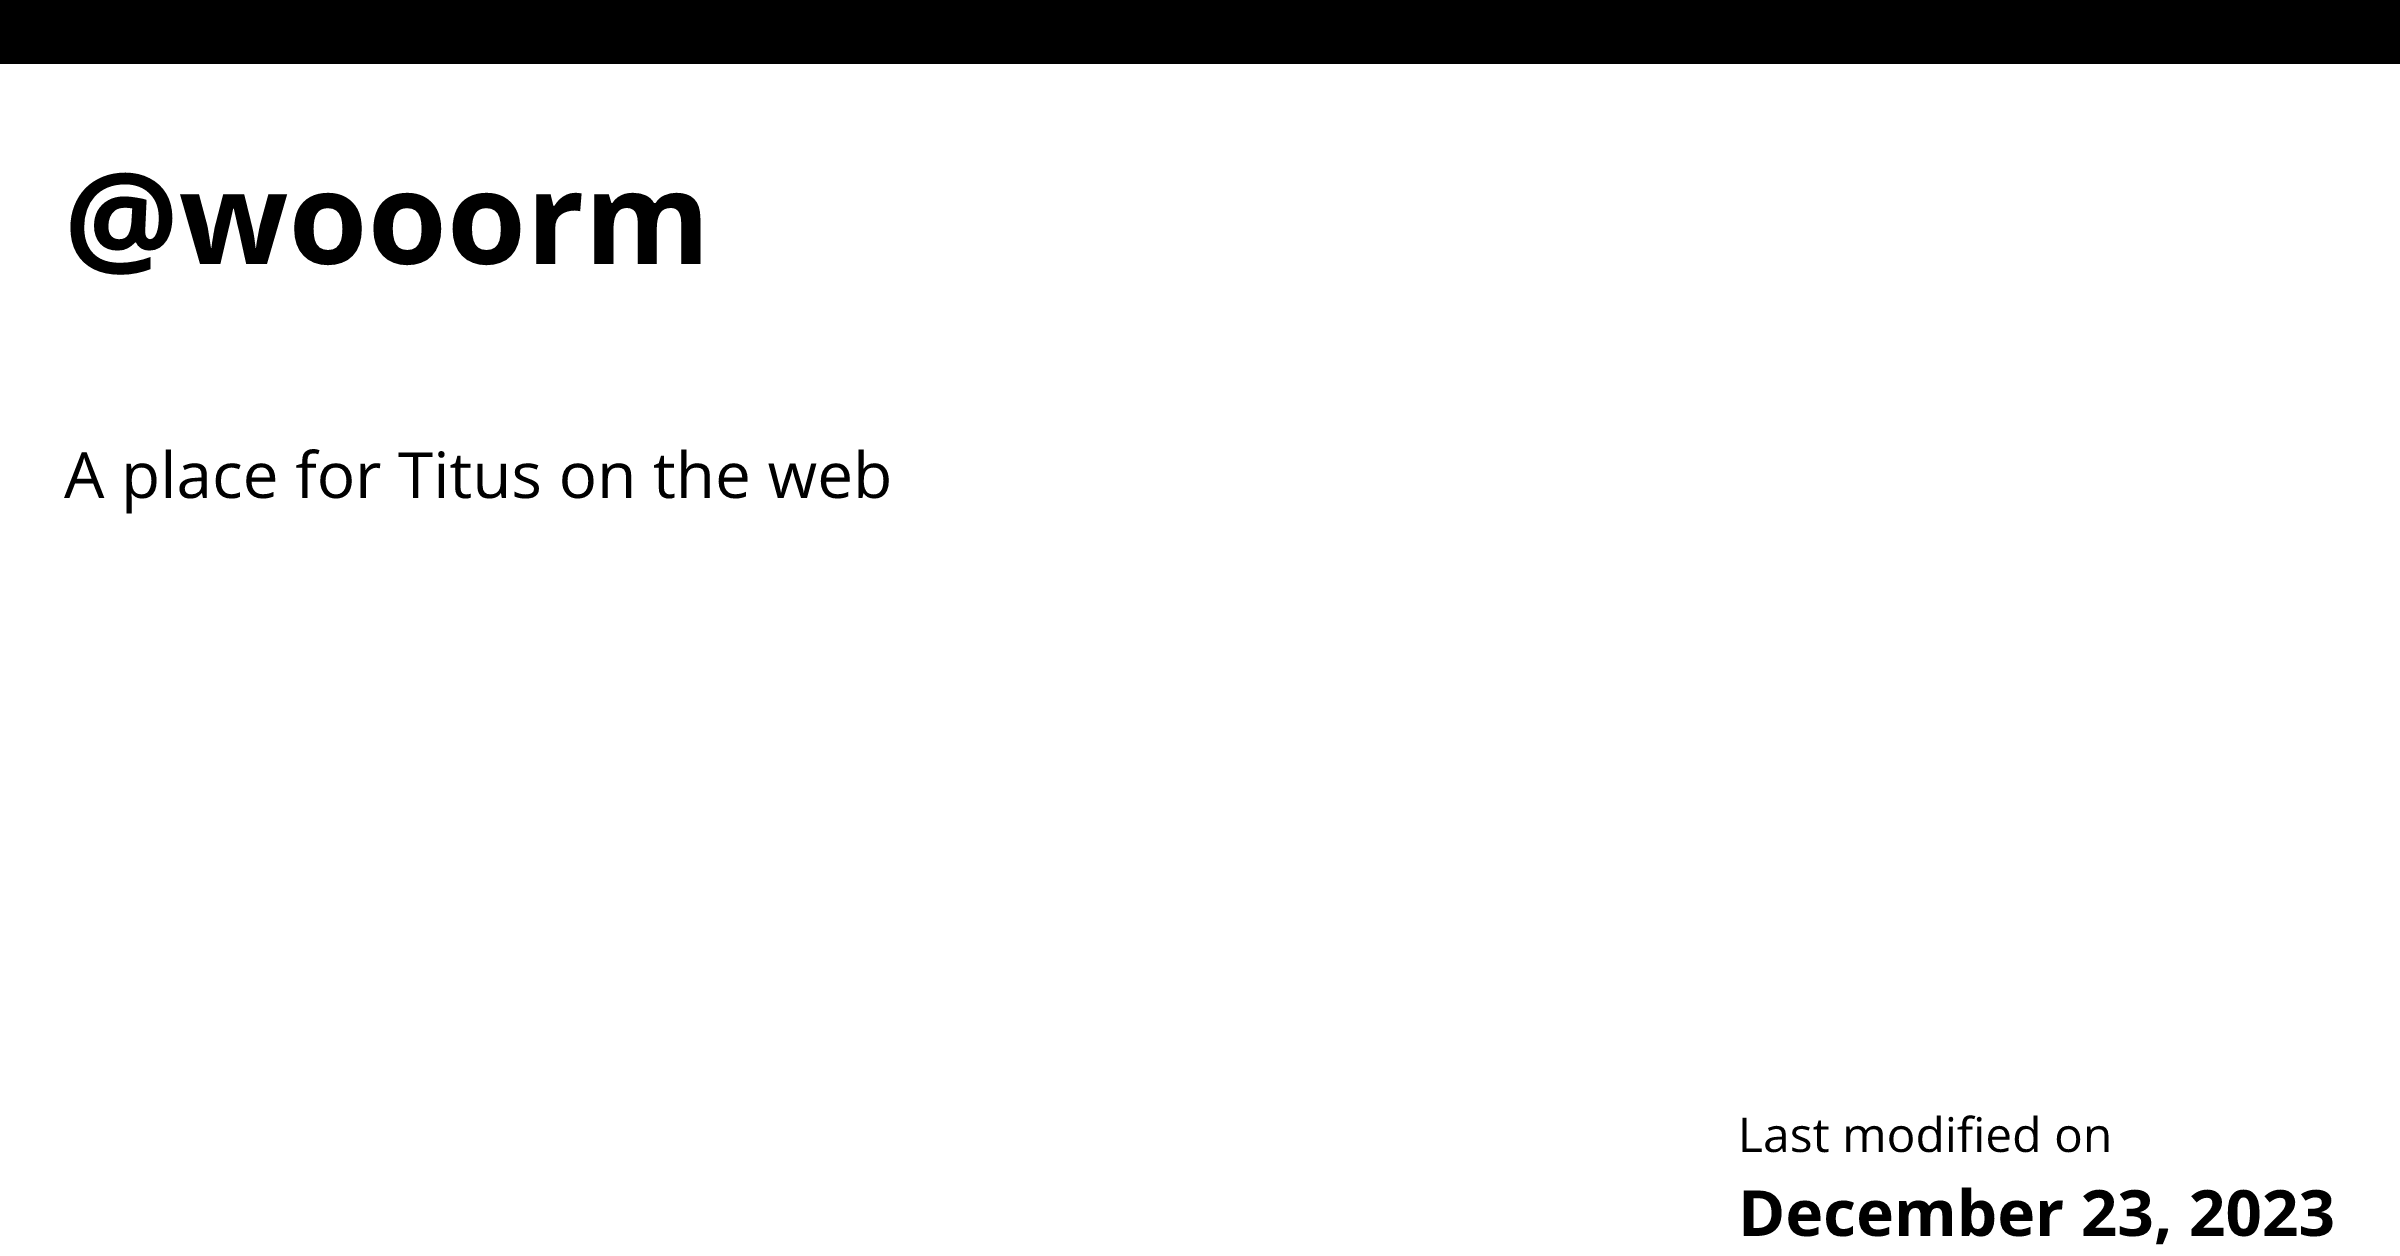 @wooorm
A place for Titus on the web
Last modified on
December 23, 2023